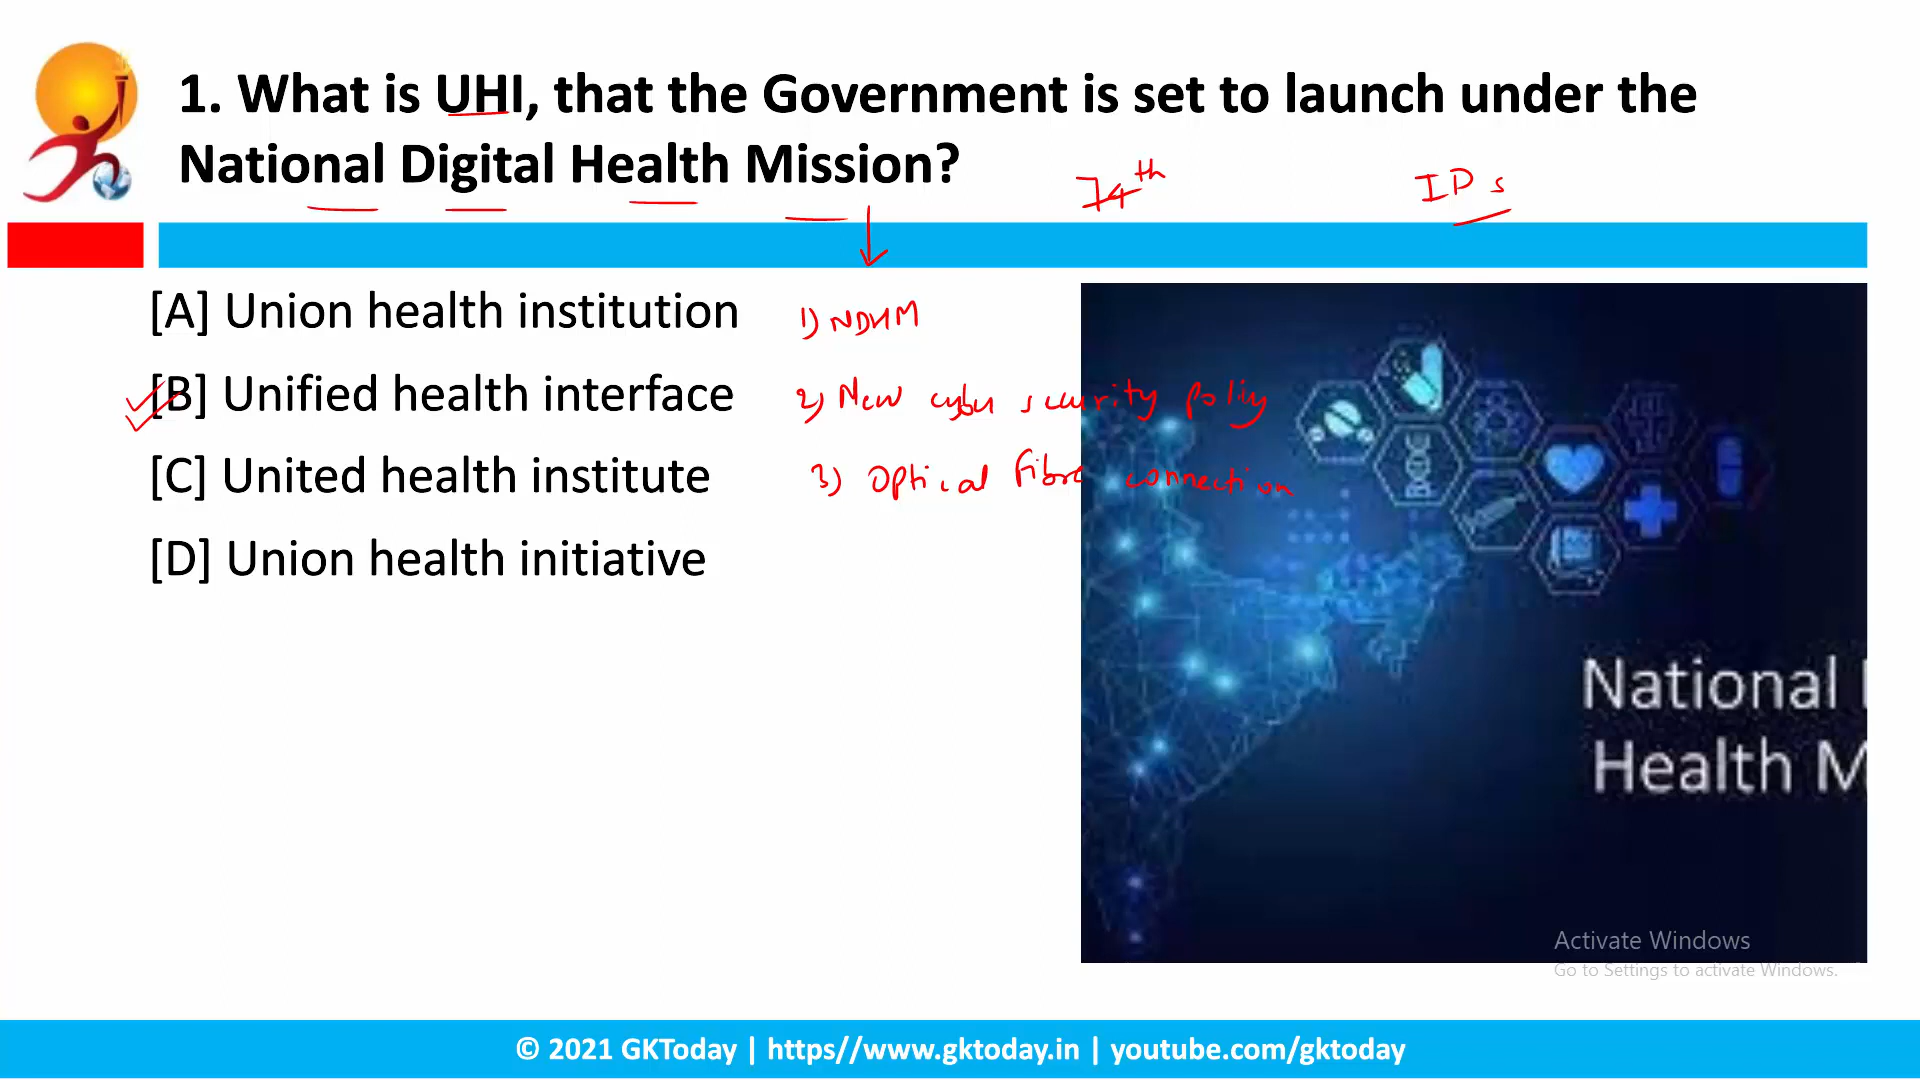 1. What is UHI, that the Government is set to launch under the
National Digital Health Mission?
74th
IDs
[A] Union health institution
1) NDHM
[B] Unified health interface
2) New cyber security policy
[C] United health institute
3) Optical Fibre connection
[D] Union health initiative
National
Health M
Activate Windows
Go to Settings to activate Windows.
© 2021 GKToday | https//www.gktoday.in | youtube.com/gktoday